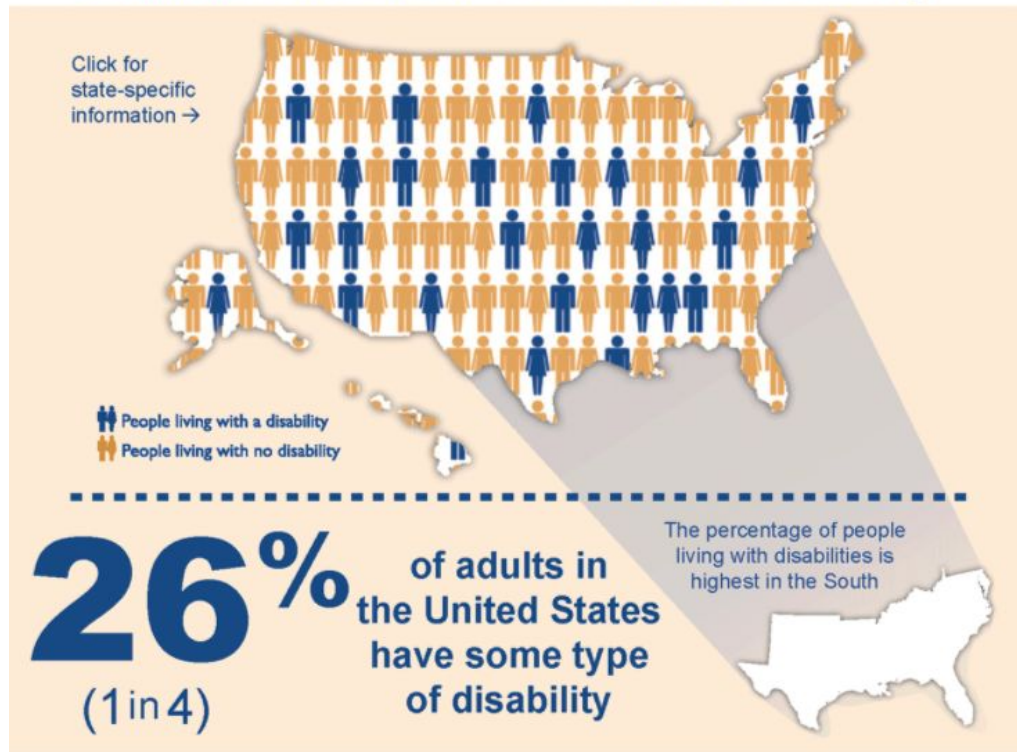 Click for
state-specific
information →
People living with a disability
People living with no disability
26%
(1 in 4)
of adults in
the United States
have some type
of disability
The percentage of people
living with disabilities is
highest in the South